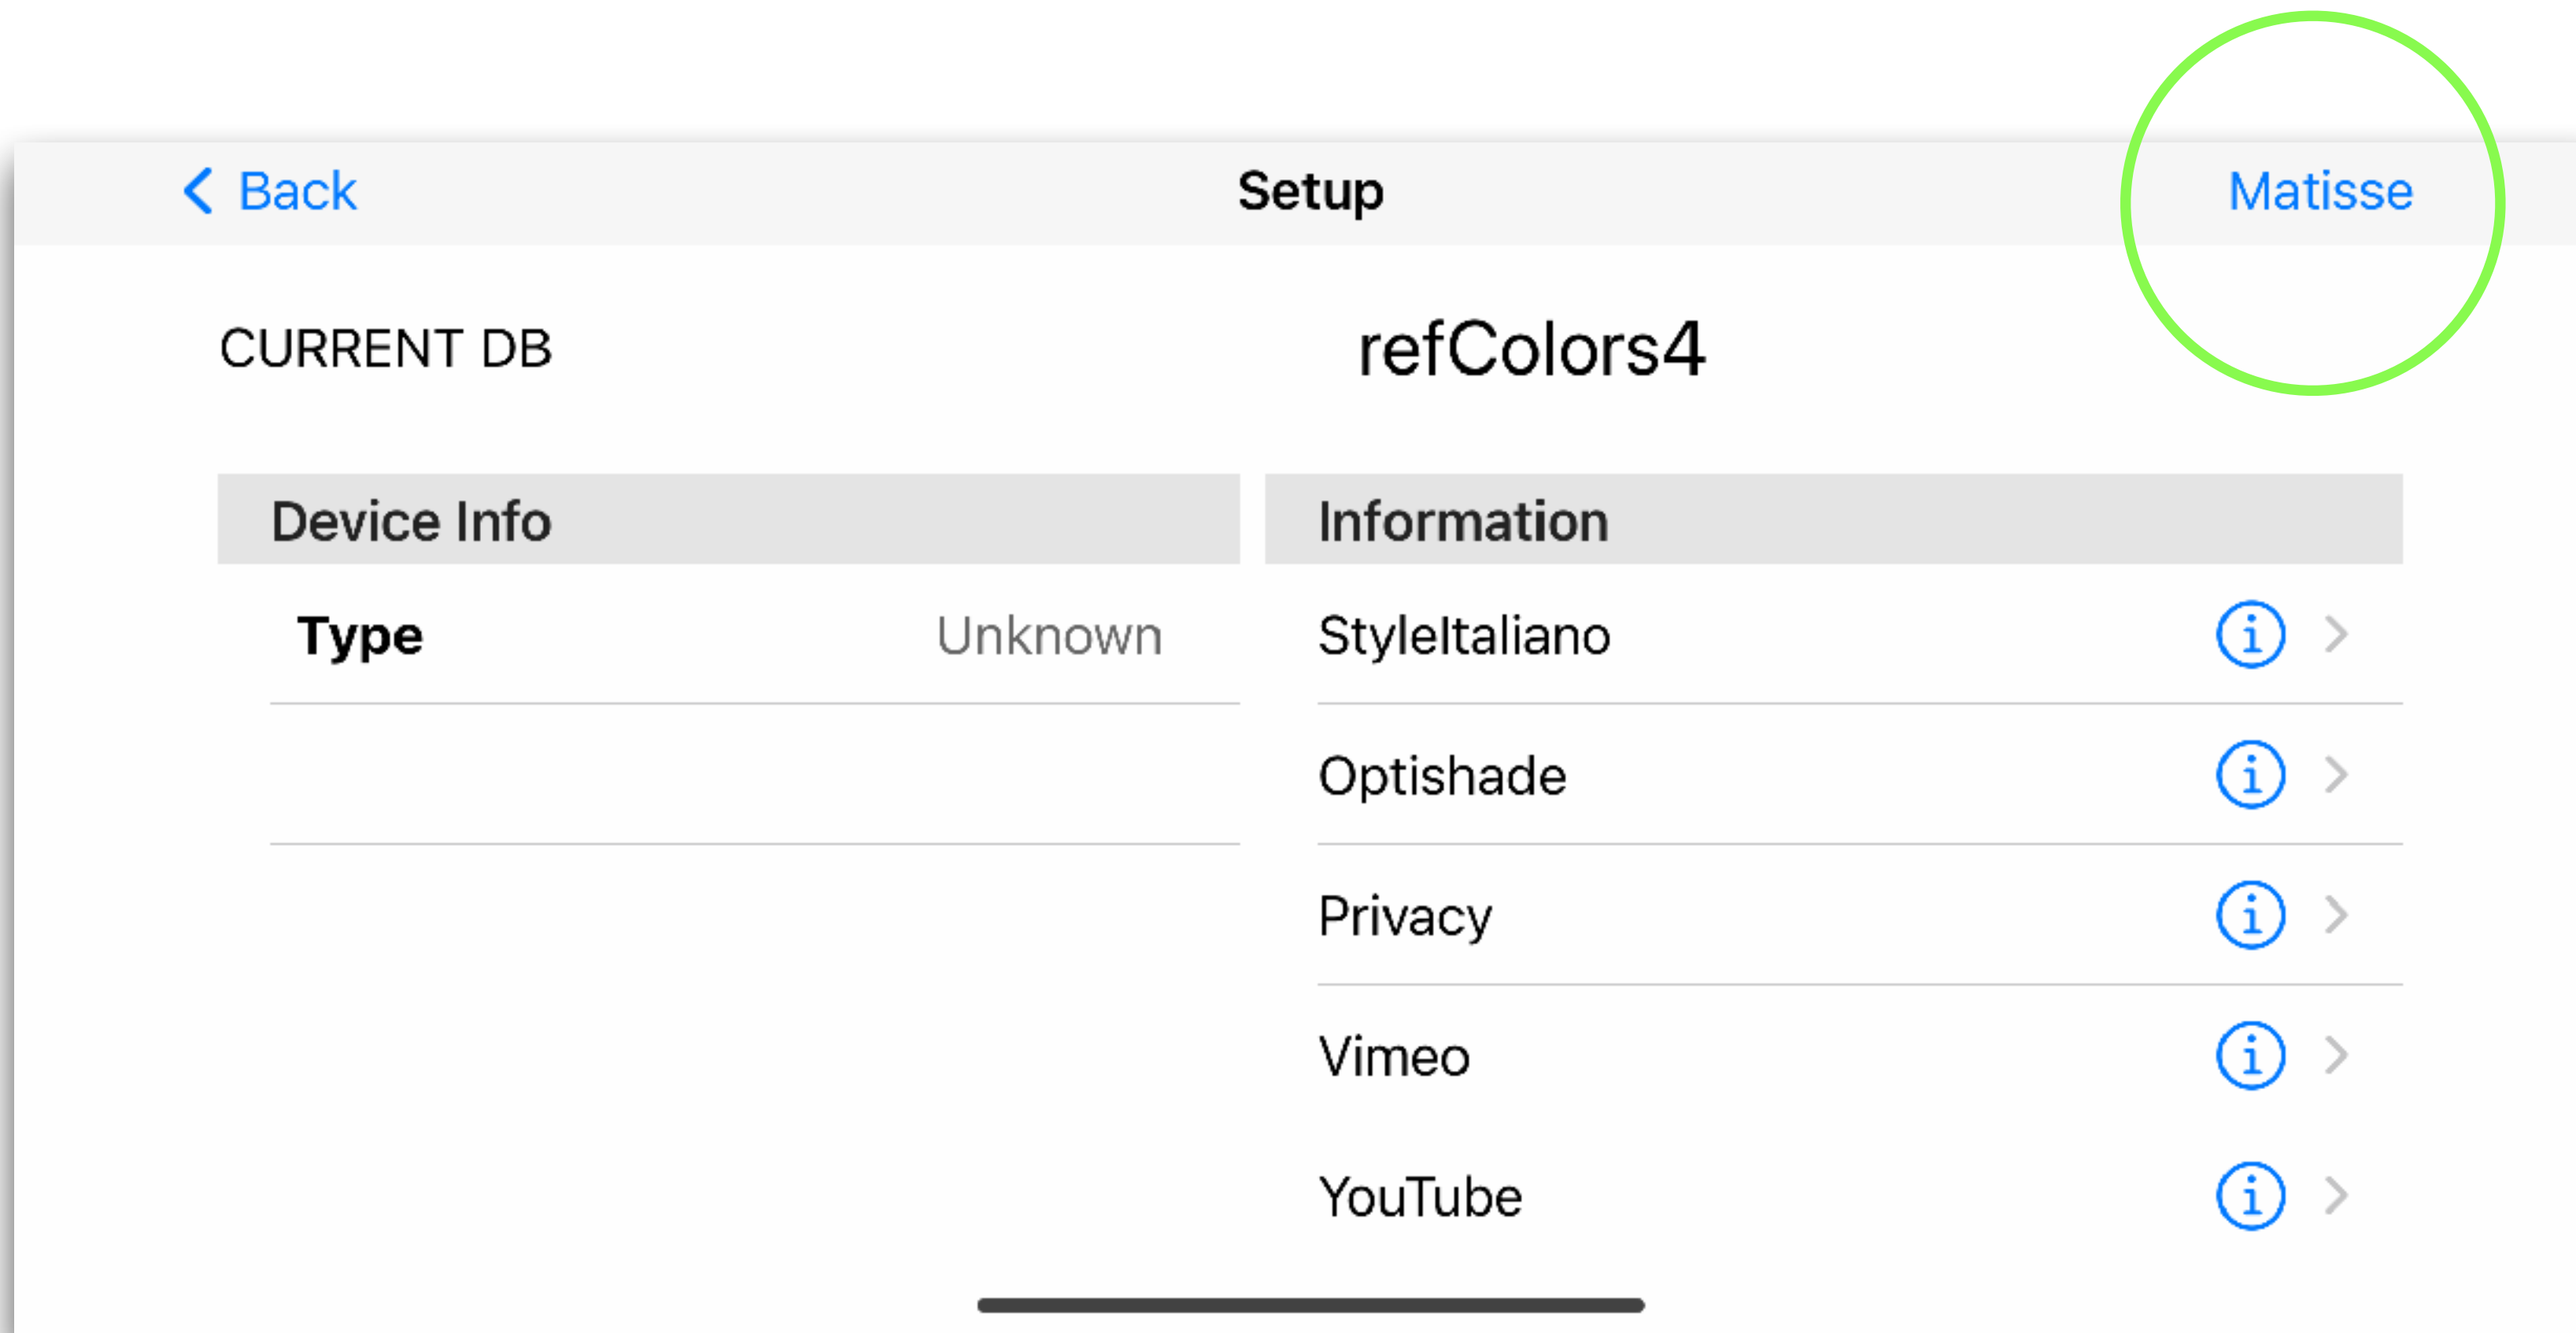 Back
Setup
Matisse
CURRENT DB
refColors4
Device Info
Type
Unknown
Information
StyleItaliano
Optishade
Privacy
Vimeo
YouTube